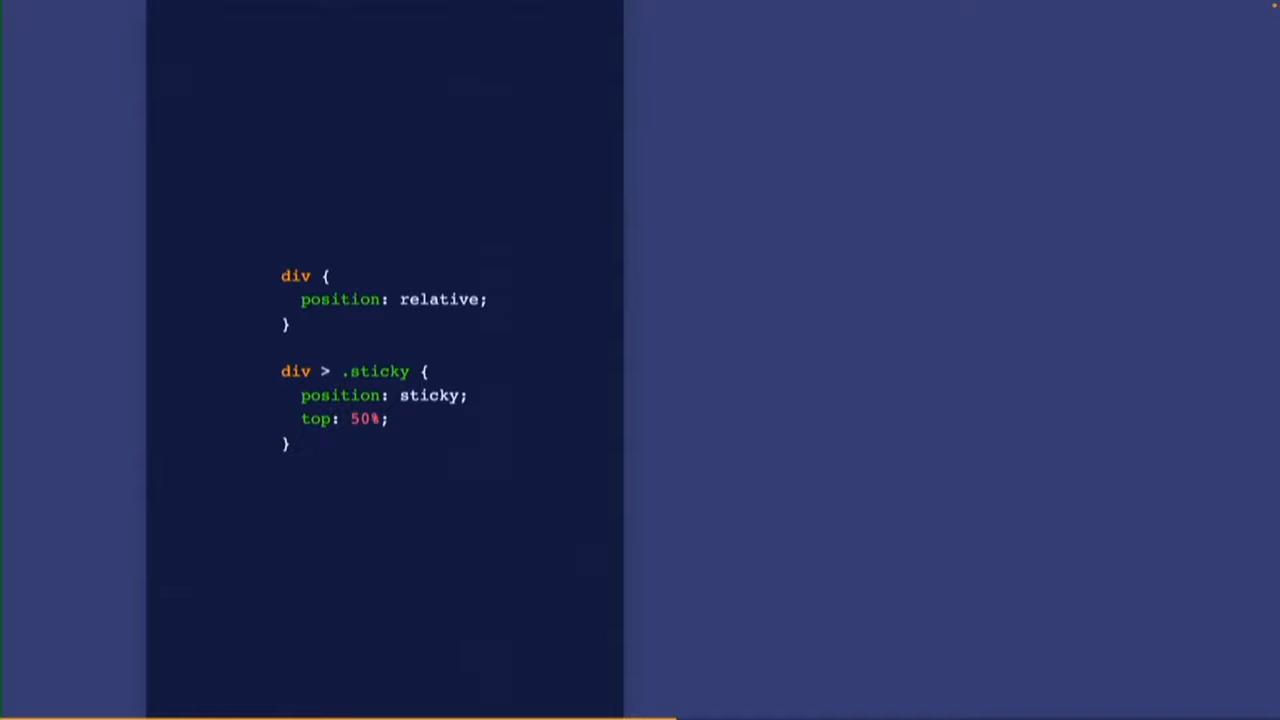 div {
  position: relative;
}

div > .sticky {
  position: sticky;
  top: 50%;
}